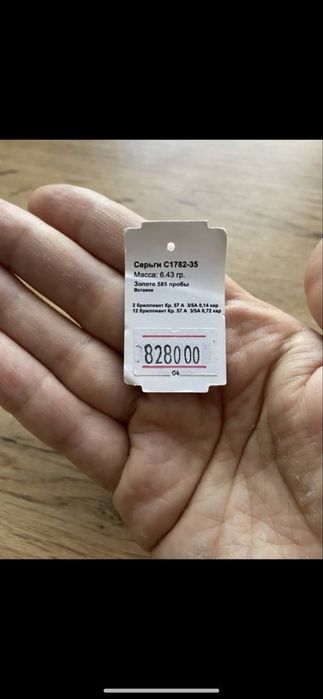 Серьги С1782-35
Масса: 6.43 гр.
Золото 585 пробы
Вставки
2 бриллиант Кр. 57 А 3/5А 0,14 кар
12 бриллиант Кр. 57 А 3/5А 0,72 кар
828000